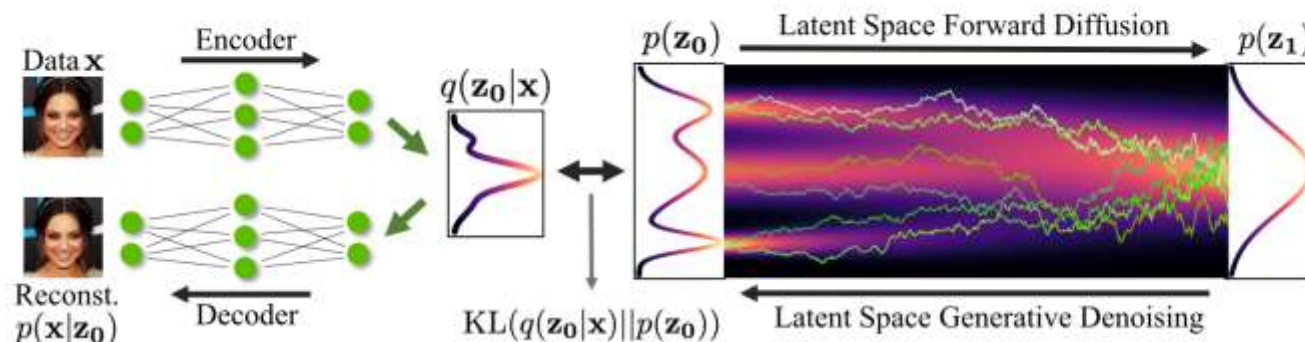 Data x
Encoder
q(z₀|x)
p(z₀)
Latent Space Forward Diffusion
p(z₁)
Reconst.
p(x|z₀)
Decoder
KL(q(z₀|x)||p(z₀))
Latent Space Generative Denoising